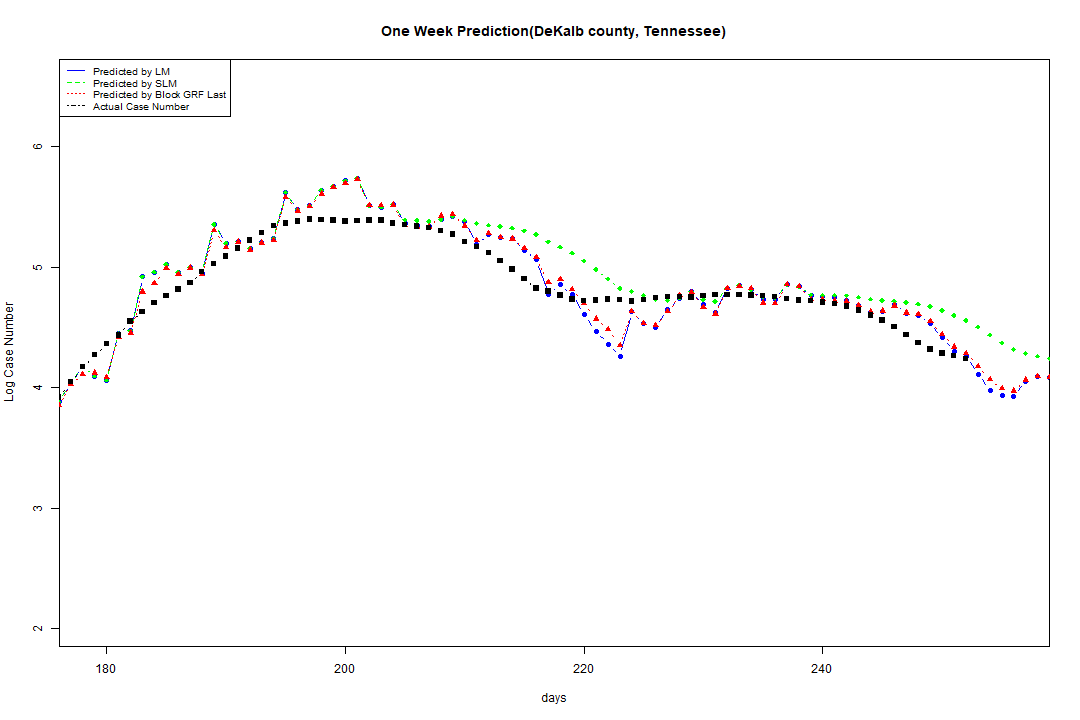 One Week Prediction(DeKalb county, Tennessee)
Predicted by LM
Predicted by SLM
Predicted by Block GRF Last
Actual Case Number
6
5
4
3
2
Log Case Number
180 200 220 240
days